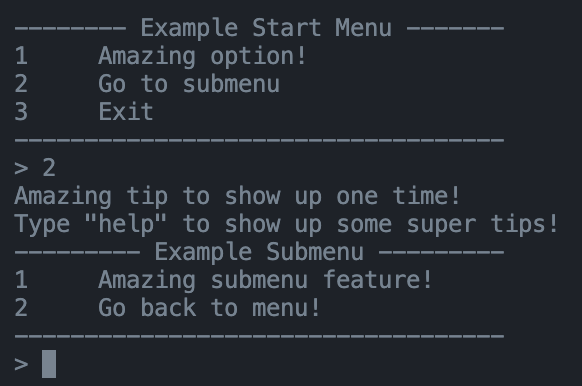 -------- Example Start Menu -------
1     Amazing option!
2     Go to submenu
3     Exit
-----------------------------------
> 2
Amazing tip to show up one time!
Type "help" to show up some super tips!
--------- Example Submenu ---------
1     Amazing submenu feature!
2     Go back to menu!
-----------------------------------
>